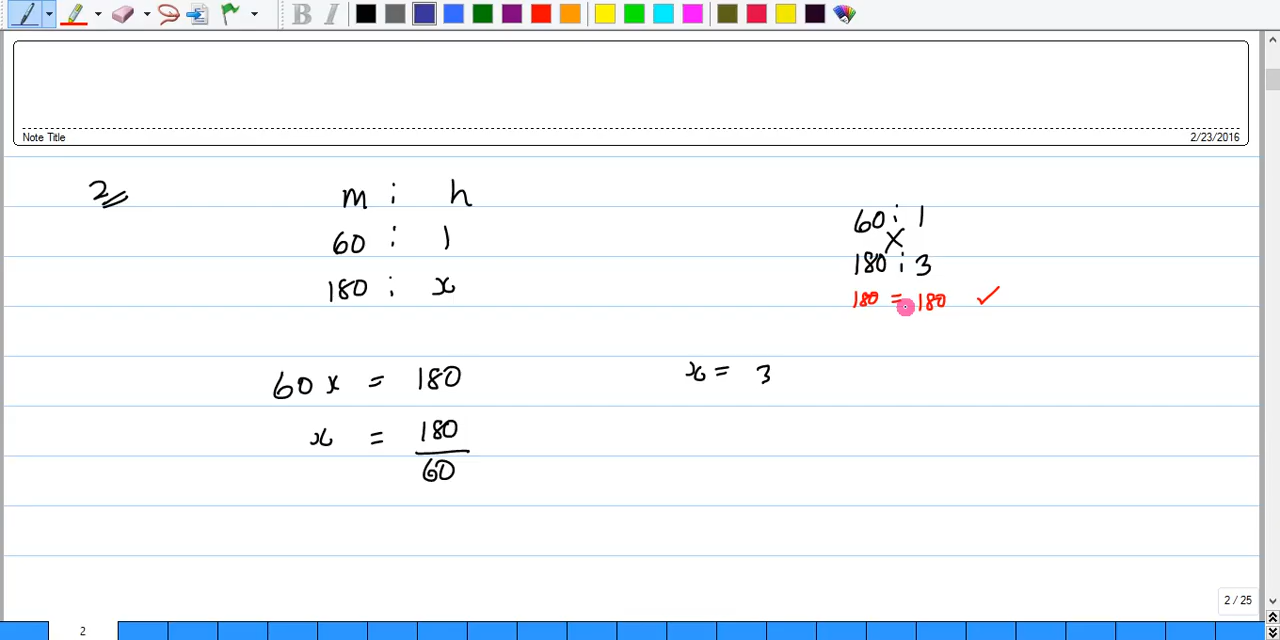 B I
Note Title
2/23/2016
2
m : h
60 : 1
180 : x
60 : 1
180 : 3
180 = 180 ✓
60x = 180
x = 3
x = 180
60
2 / 25
2